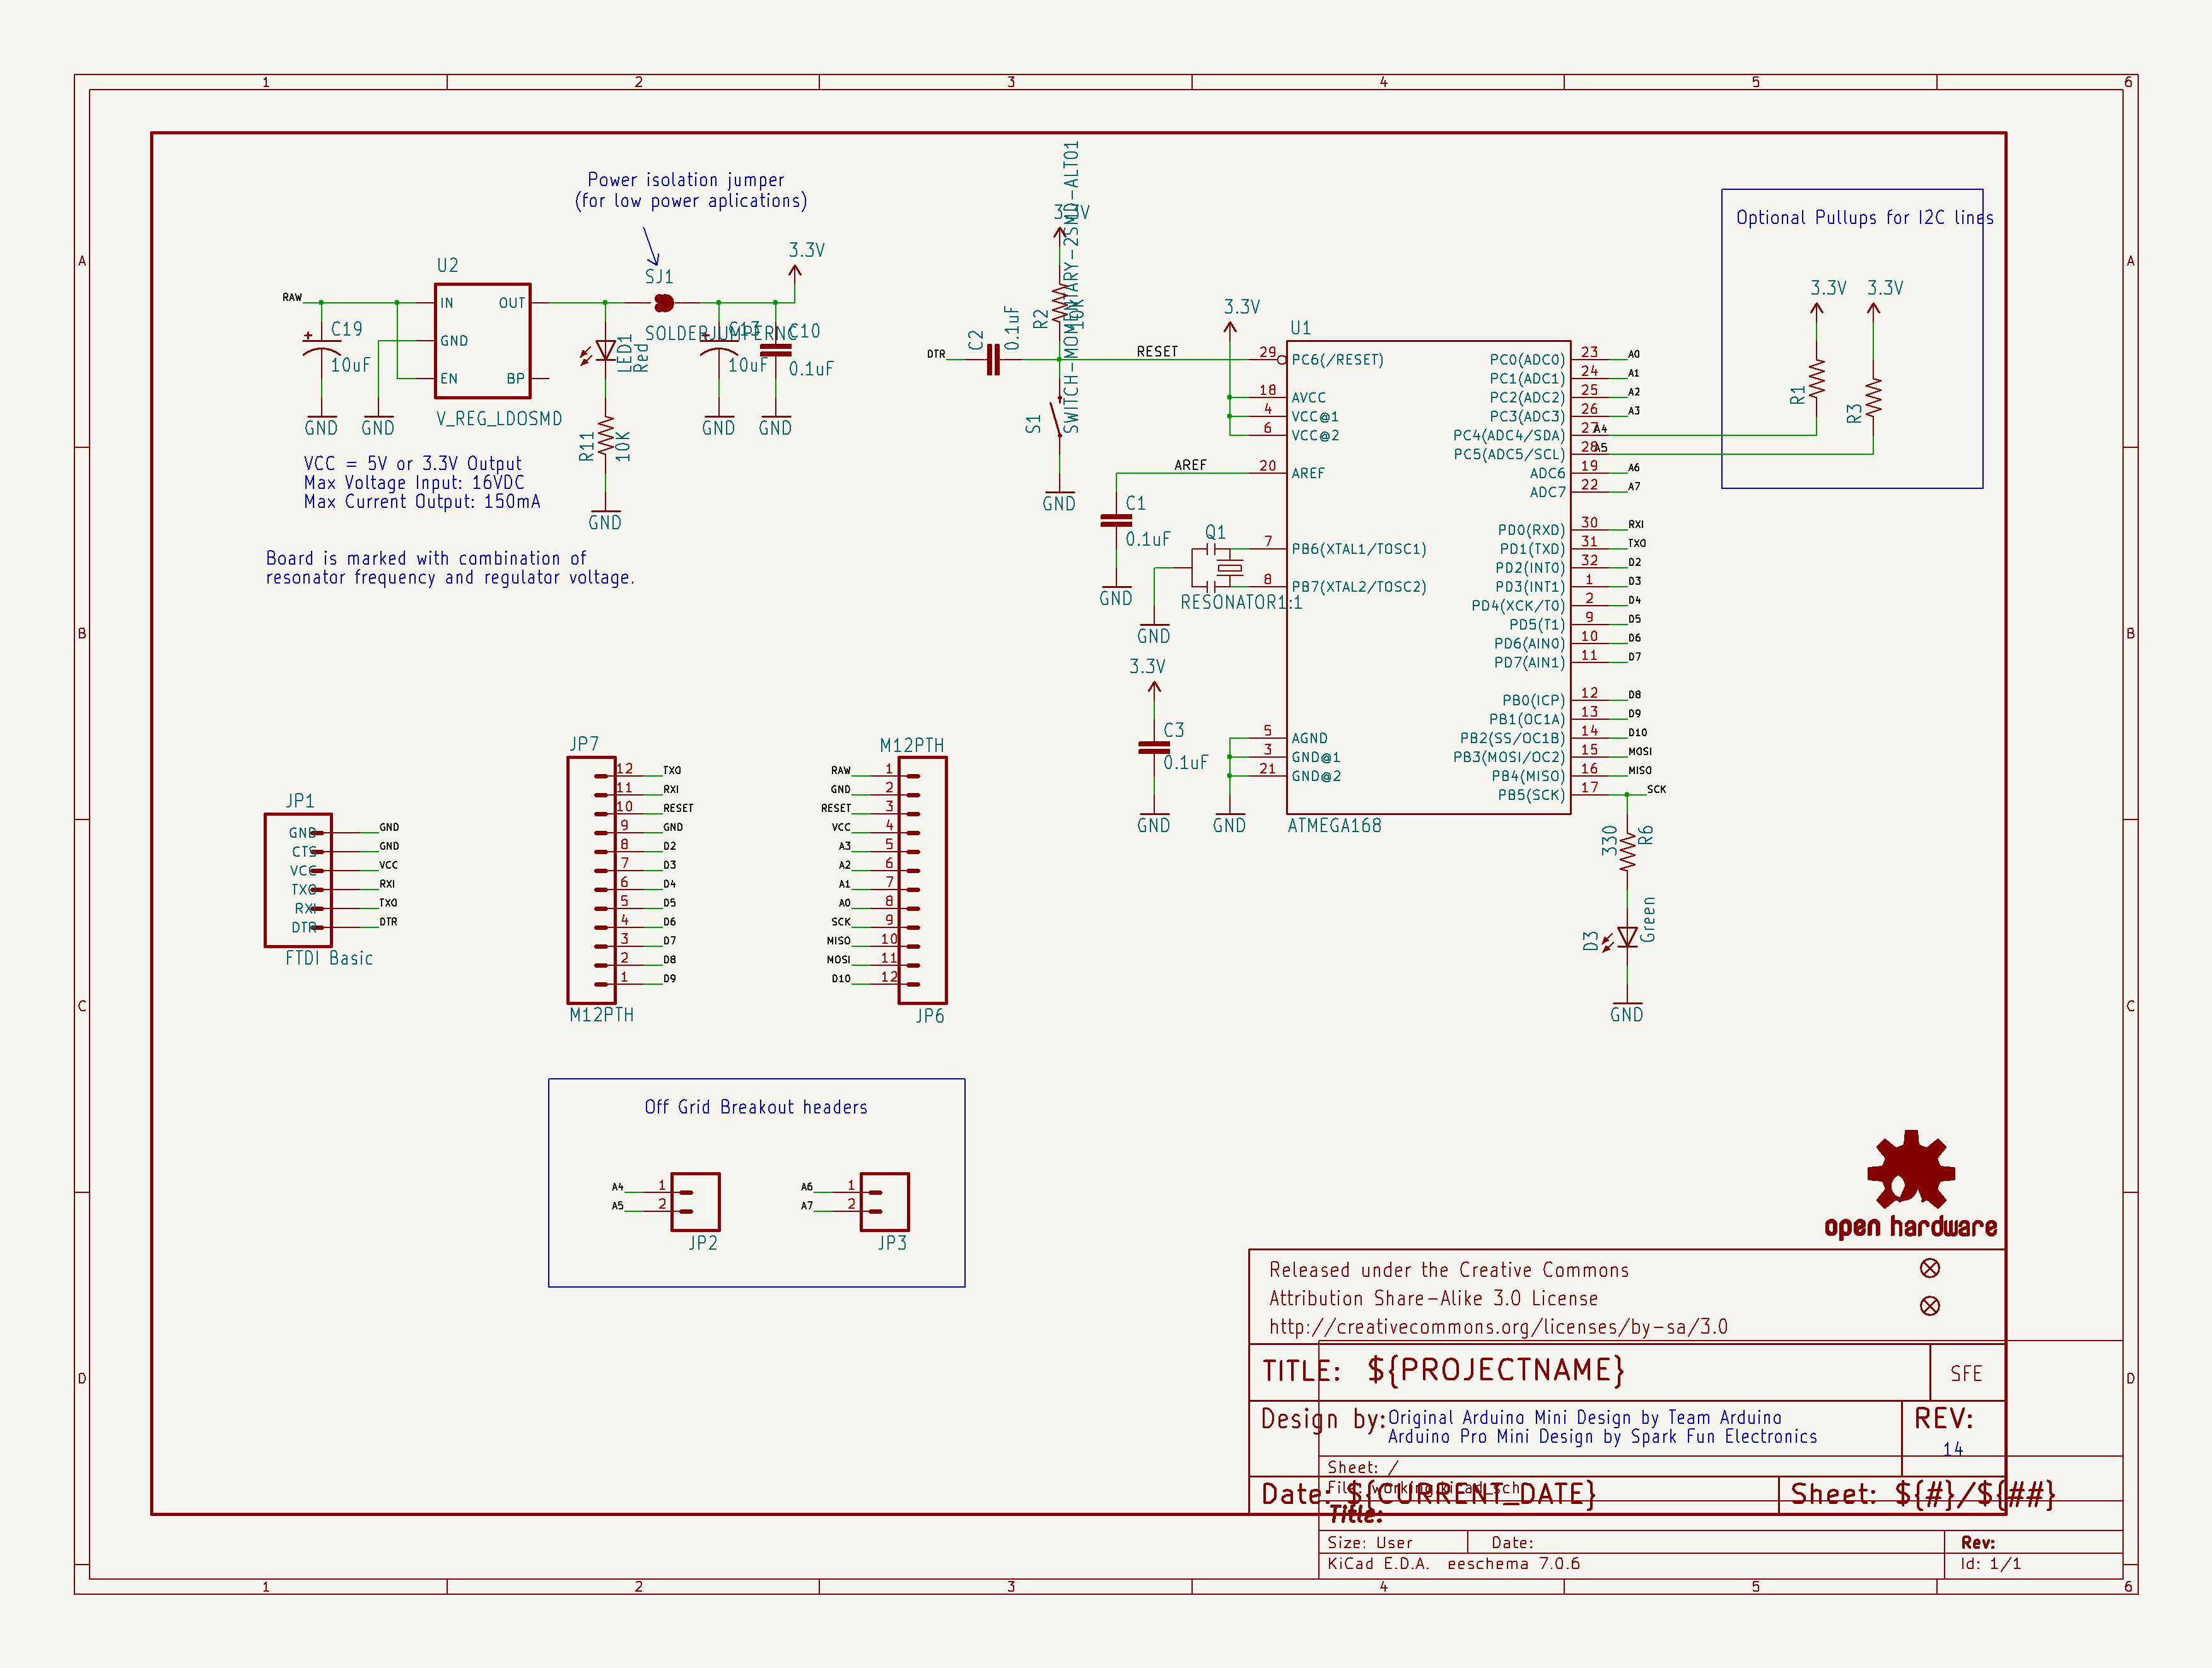 1 2 3 4 5 6
A
B
C
D
Power isolation jumper
(for low power aplications)
SJ1
SOLDERJUMPERNC
3.3V
U2
RAW
IN
OUT
GND
EN
BP
V_REG_LDOSMD
C19
10uF
GND
GND
LED1
Red
R11
10K
GND
C13
10uF
GND
C10
0.1uF
GND
VCC = 5V or 3.3V Output
Max Voltage Input: 16VDC
Max Current Output: 150mA
Board is marked with combination of
resonator frequency and regulator voltage.
SWITCH-MOMENTARY-2SMD-ALT01
3.3V
R2
10K
DTR
C2
0.1uF
RESET
S1
GND
3.3V
AREF
C1
0.1uF
GND
Q1
RESONATOR1:1
GND
3.3V
C3
0.1uF
GND
GND
U1
29 PC6(/RESET)
18 AVCC
4 VCC@1
6 VCC@2
20 AREF
7 PB6(XTAL1/TOSC1)
8 PB7(XTAL2/TOSC2)
5 AGND
3 GND@1
21 GND@2
ATMEGA168
PC0(ADC0) 23 A0
PC1(ADC1) 24 A1
PC2(ADC2) 25 A2
PC3(ADC3) 26 A3
PC4(ADC4/SDA) 27 A4
PC5(ADC5/SCL) 28 A5
ADC6 19 A6
ADC7 22 A7
PD0(RXD) 30 RXI
PD1(TXD) 31 TXO
PD2(INT0) 32 D2
PD3(INT1) 1 D3
PD4(XCK/T0) 2 D4
PD5(T1) 9 D5
PD6(AIN0) 10 D6
PD7(AIN1) 11 D7
PB0(ICP) 12 D8
PB1(OC1A) 13 D9
PB2(SS/OC1B) 14 D10
PB3(MOSI/OC2) 15 MOSI
PB4(MISO) 16 MISO
PB5(SCK) 17 SCK
330
R6
D3
Green
GND
Optional Pullups for I2C lines
3.3V 3.3V
R1
R3
JP1
GND GND
CTS GND
VCC VCC
TXO RXI
RXI TXO
DTR DTR
FTDI Basic
JP7
12 TXO
11 RXI
10 RESET
9 GND
8 D2
7 D3
6 D4
5 D5
4 D6
3 D7
2 D8
1 D9
M12PTH
M12PTH
RAW 1
GND 2
RESET 3
VCC 4
A3 5
A2 6
A1 7
A0 8
SCK 9
MISO 10
MOSI 11
D10 12
JP6
Off Grid Breakout headers
A4 1
A5 2
JP2
A6 1
A7 2
JP3
open hardware
Released under the Creative Commons
Attribution Share-Alike 3.0 License
http://creativecommons.org/licenses/by-sa/3.0
TITLE: ${PROJECTNAME}
SFE
Design by:
Original Arduino Mini Design by Team Arduino
Arduino Pro Mini Design by Spark Fun Electronics
REV:
14
Sheet: /
File: working.kicad_sch
Date: ${CURRENT_DATE}
Sheet: ${#}/${##}
Title:
Size: User
Date:
Rev:
KiCad E.D.A. eeschema 7.0.6
Id: 1/1
1 2 3 4 5 6
A
B
C
D